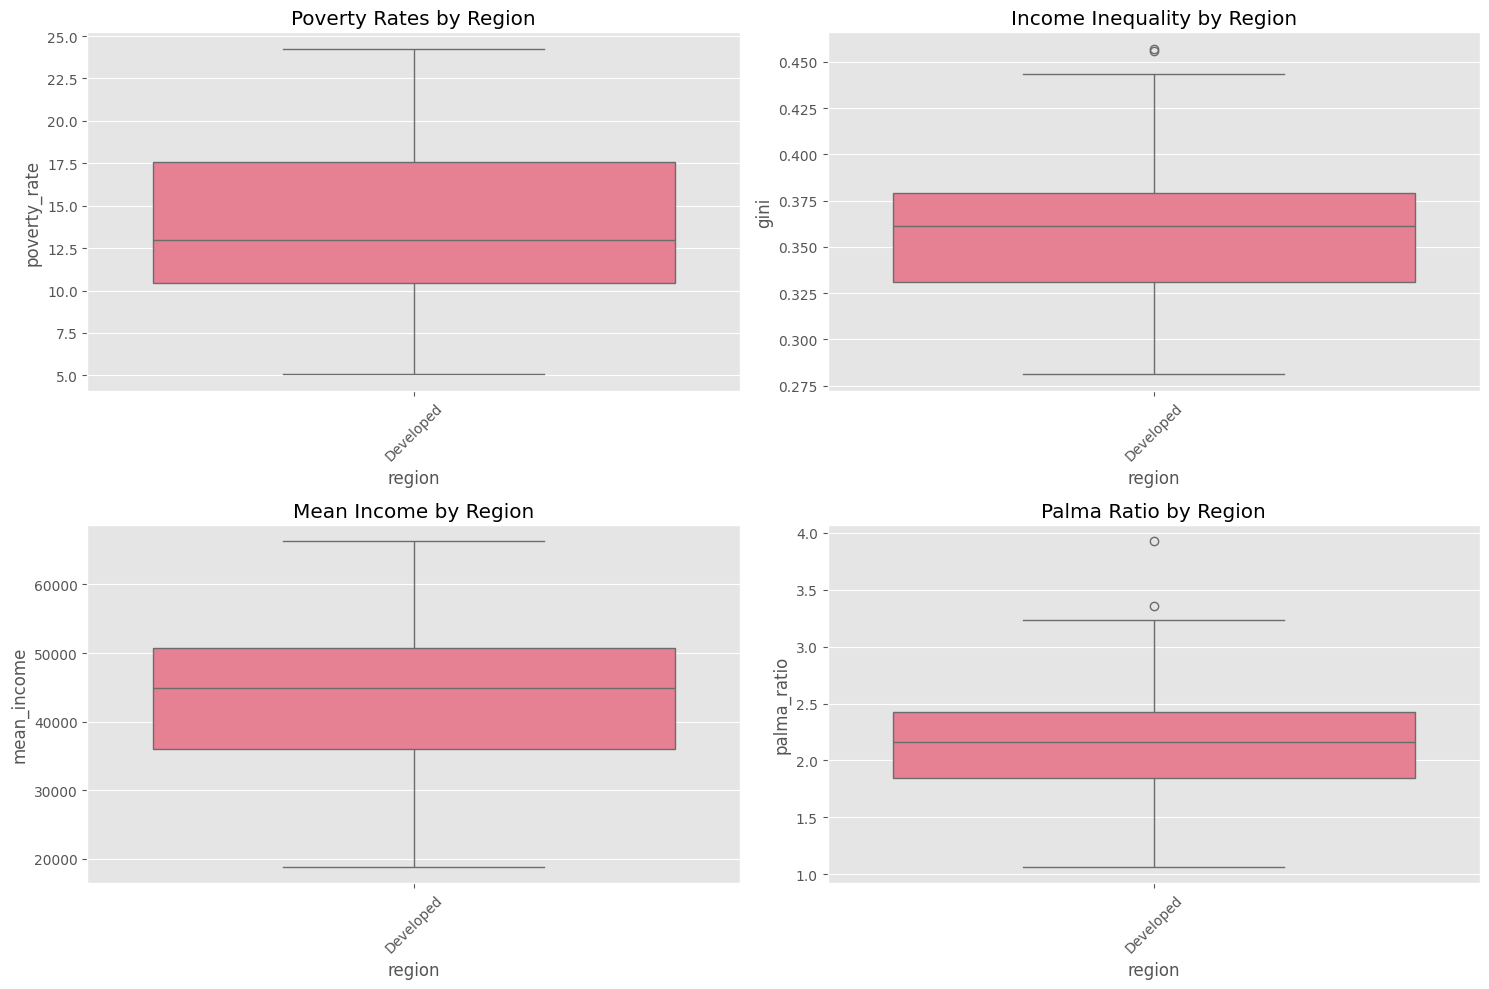 Poverty Rates by Region
25.0
22.5
20.0
17.5
15.0
12.5
10.0
7.5
5.0
poverty_rate
Developed
region
Income Inequality by Region
0.450
0.425
0.400
0.375
0.350
0.325
0.300
0.275
gini
Developed
region
Mean Income by Region
60000
50000
40000
30000
20000
mean_income
Developed
region
Palma Ratio by Region
4.0
3.5
3.0
2.5
2.0
1.5
1.0
palma_ratio
Developed
region